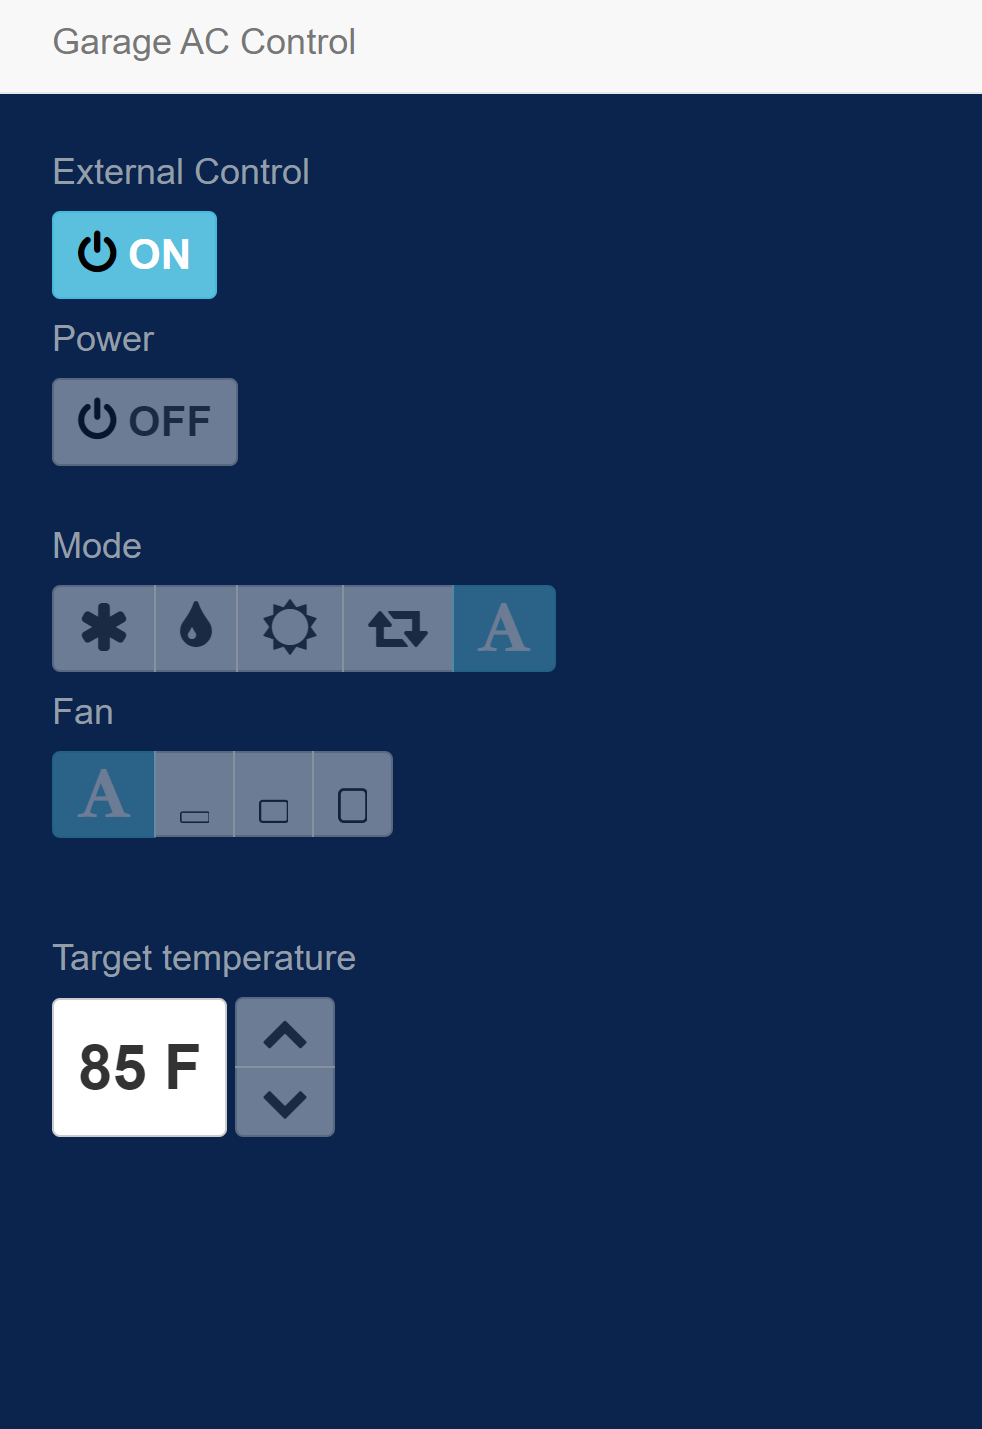 Garage AC Control
External Control
ON
Power
OFF
Mode
A
Fan
A
Target temperature
85 F